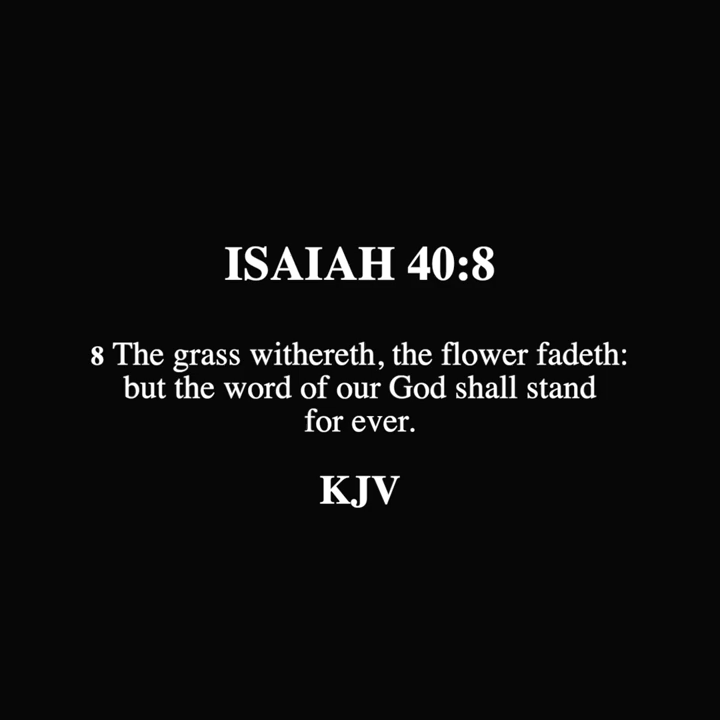 ISAIAH 40:8
8 The grass withereth, the flower fadeth:
but the word of our God shall stand
for ever.
KJV